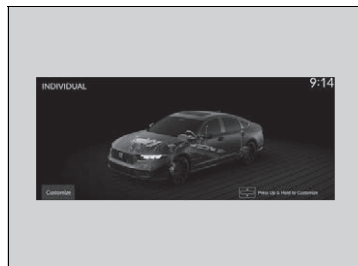 INDIVIDUAL
9:14
Customize
Press Up & Hold to Customize